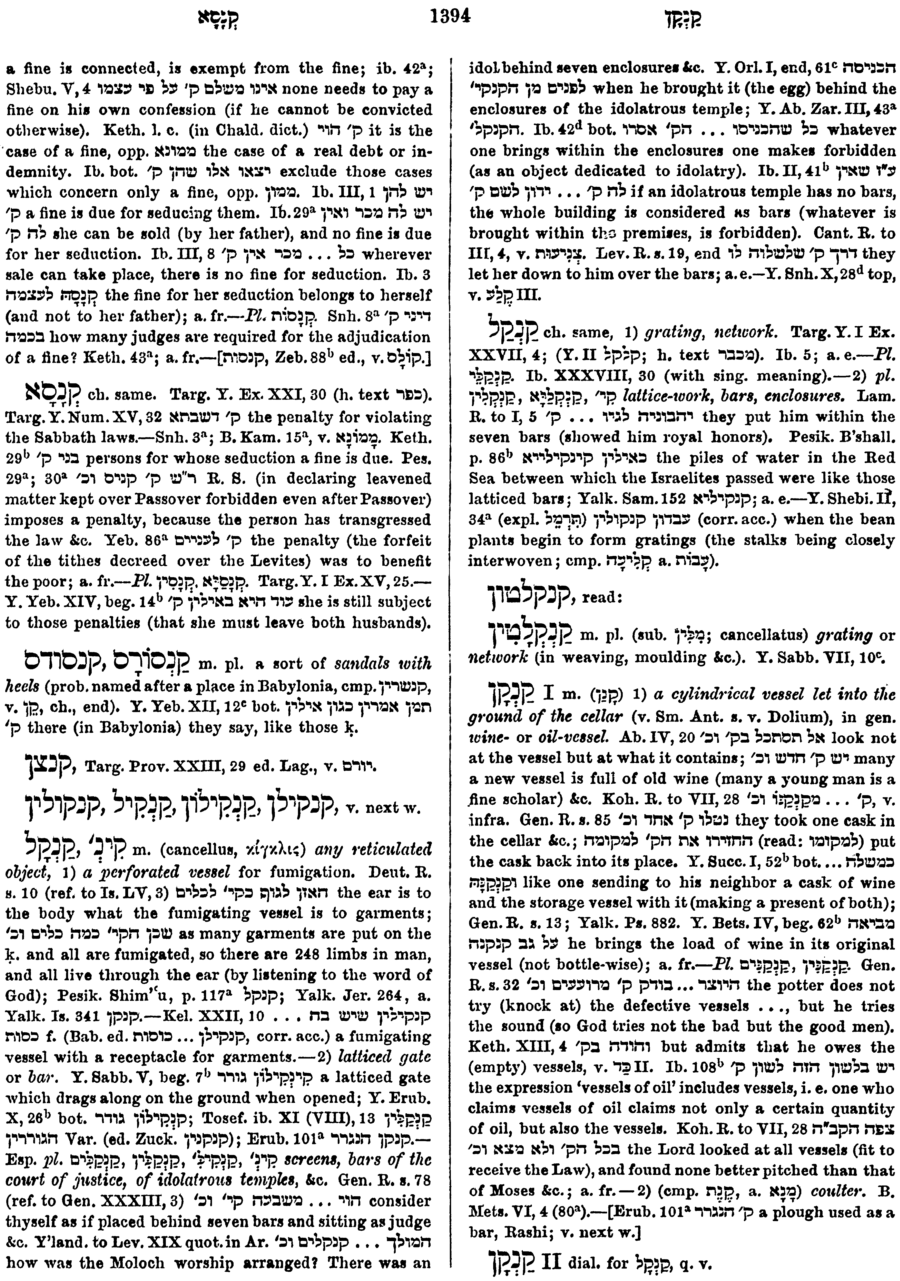 קְנָסָא 1394 קַנְקַן
a fine is connected, is exempt from the fine; ib. 42ᵃ;
Shebu. V, 4 אינו משלם ק' על פי עצמו none needs to pay a
fine on his own confession (if he cannot be convicted
otherwise). Keth. l. c. (in Chald. dict.) ק' הוי it is the
case of a fine, opp. ממונא the case of a real debt or in-
demnity. Ib. bot. יצאו אלו שהן ק' exclude those cases
which concern only a fine, opp. ממון. Ib. III, 1 יש להן
ק' a fine is due for seducing them. Ib. 29ᵃ יש בה מכר ואין
בה ק' she can be sold (by her father), and no fine is due
for her seduction. Ib. III, 8 כל ... מכר אין ק' wherever
sale can take place, there is no fine for seduction. Ib. 3
קְנָסָהּ לעצמה the fine for her seduction belongs to herself
(and not to her father); a. fr.—Pl. קְנָסוֹת. Snh. 8ᵃ דיני ק'
בכמה how many judges are required for the adjudication
of a fine? Keth. 43ᵃ; a. fr.—[קנסות, Zeb. 88ᵇ ed., v. קוּלָס.]
קְנָסָא ch. same. Targ. Y. Ex. XXI, 30 (h. text כפר).
Targ. Y. Num. XV, 32 ק' דשבתא the penalty for violating
the Sabbath laws.—Snh. 3ᵃ; B. Kam. 15ᵃ, v. מָמוֹנָא. Keth.
29ᵇ בני ק' persons for whose seduction a fine is due. Pes.
29ᵃ; 30ᵃ ר"ש ק' קניס וכ' R. S. (in declaring leavened
matter kept over Passover forbidden even after Passover)
imposes a penalty, because the person has transgressed
the law &c. Yeb. 86ᵃ ק' לעניים the penalty (the forfeit
of the tithes decreed over the Levites) was to benefit
the poor; a. fr.—Pl. קְנָסִין, קְנָסַיָּא. Targ. Y. I Ex. XV, 25.—
Y. Yeb. XIV, beg. 14ᵇ עוד היא באילין ק' she is still subject
to those penalties (that she must leave both husbands).
קַנְסוֹרָם, קנסודם m. pl. a sort of sandals with
heels (prob. named after a place in Babylonia, cmp. קנשרין,
v. קֵן, ch., end). Y. Yeb. XII, 12ᶜ bot. תמן אמרין כגון אילין
ק' there (in Babylonia) they say, like those k̦.
קנצן, Targ. Prov. XXIII, 29 ed. Lag., v.
קנקילן, קַנְקִילוֹן, קַנְקִיל, קנקולין, v. next w.
קַנְקַל, קִינְ' m. (cancellus, κίγκλις) any reticulated
object, 1) a perforated vessel for fumigation. Deut. R.
s. 10 (ref. to Is. LV, 3) האזן לגוף כקי' לכלים the ear is to
the body what the fumigating vessel is to garments;
שכן הקי' כמה כלים וכ' as many garments are put on the
k̦. and all are fumigated, so there are 248 limbs in man,
and all live through the ear (by listening to the word of
God); Pesik. Shim'ʿu, p. 117ᵃ קנקל; Yalk. Jer. 264, a.
Yalk. Is. 341 קנקן.—Kel. XXII, 10 קנקילין שיש בה ...
כסות f. (Bab. ed. קנקילן, ... כוסות, corr. acc.) a fumigating
vessel with a receptacle for garments.—2) latticed gate
or bar. Y. Sabb. V, beg. 7ᵇ קִינְקִילוֹן גורר a latticed gate
which drags along on the ground when opened; Y. Erub.
X, 26ᵇ bot. קַנְקִילוֹן גודר; Tosef. ib. XI (VIII), 13 קַנְקַלִּין
הגוררין Var. (ed. Zuck. קנקנין); Erub. 101ᵃ קנקן הנגרר.—
Esp. pl. קַנְקַלִּים, קַנְקַלִּין, קַנְקִלֵּי', קִינְ' screens, bars of the
court of justice, of idolatrous temples, &c. Gen. R. s. 78
(ref. to Gen. XXXIII, 3) הוי ... משבעה קי' וכ' consider
thyself as if placed behind seven bars and sitting as judge
&c. Y'land. to Lev. XIX quot. in Ar. המולך ... קנקלים וכ'
how was the Moloch worship arranged? There was an
idol behind seven enclosures &c. Y. Orl. I, end, 61ᶜ הכניסה
לפנים מן הקנקי' when he brought it (the egg) behind the
enclosures of the idolatrous temple; Y. Ab. Zar. III, 43ᵃ
הקנקל'. Ib. 42ᵈ bot. כל שהכניסו ... הק' אסרו whatever
one brings within the enclosures one makes forbidden
(as an object dedicated to idolatry). Ib. II, 41ᵇ ע"ז שאין
לה ק' ... ידון לשם ק' if an idolatrous temple has no bars,
the whole building is considered as bars (whatever is
brought within the premises, is forbidden). Cant. R. to
III, 4, v. צְנִיעוּת. Lev. R. s. 19, end דרך ק' שלשלוה לו they
let her down to him over the bars; a. e.—Y. Snh. X, 28ᵈ top,
v. קֶלַע III.
קַנְקַל ch. same, 1) grating, network. Targ. Y. I Ex.
XXVII, 4; (Y. II קלקל; h. text מכבר). Ib. 5; a. e.—Pl.
קַנְקַלֵּי. Ib. XXXVIII, 30 (with sing. meaning).—2) pl.
קַנְקַלִּין, קַנְקְלַיָּא, קִי' lattice-work, bars, enclosures. Lam.
R. to I, 5 יהבוניה לגיו ... ק' they put him within the
seven bars (showed him royal honors). Pesik. B'shall.
p. 86ᵇ כאילין קינקילייא the piles of water in the Red
Sea between which the Israelites passed were like those
latticed bars; Yalk. Sam. 152 קנקיליא; a. e.—Y. Shebi. II,
34ᵃ (expl. תְּרַמֵּל) עבדון קנקולין (corr. acc.) when the bean
plants begin to form gratings (the stalks being closely
interwoven; cmp. קְלִיעָה a. עֲבוֹת).
קנקלטון, read:
קַנְקְלָטִין m. pl. (sub. מִלִּין; cancellatus) grating or
network (in weaving, moulding &c.). Y. Sabb. VII, 10ᶜ.
קַנְקַן I m. (קֵן) 1) a cylindrical vessel let into the
ground of the cellar (v. Sm. Ant. s. v. Dolium), in gen.
wine- or oil-vessel. Ab. IV, 20 אל תסתכל בק' וכ' look not
at the vessel but at what it contains; יש ק' חדש וכ' many
a new vessel is full of old wine (many a young man is a
fine scholar) &c. Koh. R. to VII, 28 ק' ... מִקַּנְקַנּוֹ וכ', v.
infra. Gen. R. s. 85 נטלו ק' אחד וכ' they took one cask in
the cellar &c.; החזירו את הק' למקומה (read: למקומו) put
the cask back into its place. Y. Succ. I, 52ᵇ bot. כמשלח ...
וְקַנְקַנָּהּ like one sending to his neighbor a cask of wine
and the storage vessel with it (making a present of both);
Gen. R. s. 13; Yalk. Ps. 882. Y. Bets. IV, beg. 62ᵇ מביאה
על גב קנקנה he brings the load of wine in its original
vessel (not bottle-wise); a. fr.—Pl. קַנְקַנִּים, קַנְקַנִּין. Gen.
R. s. 32 היוצר ... בודק ק' מרועעים וכ' the potter does not
try (knock at) the defective vessels ..., but he tries
the sound (so God tries not the bad but the good men).
Keth. XIII, 4 והודה בק' but admits that he owes the
(empty) vessels, v. כַּד II. Ib. 108ᵇ יש בלשון הזה לשון ק'
the expression 'vessels of oil' includes vessels, i. e. one who
claims vessels of oil claims not only a certain quantity
of oil, but also the vessels. Koh. R. to VII, 28 צפה הקב"ה
בכל הק' ולא מצא וכ' the Lord looked at all vessels (fit to
receive the Law), and found none better pitched than that
of Moses &c.; a. fr.—2) (cmp. קֶנֶת, a. מָנָא) coulter. B.
Mets. VI, 4 (80ᵃ).—[Erub. 101ᵃ ק' הנגרר a plough used as a
bar, Rashi; v. next w.]
קַנְקַן II dial. for קַנְקַל, q. v.